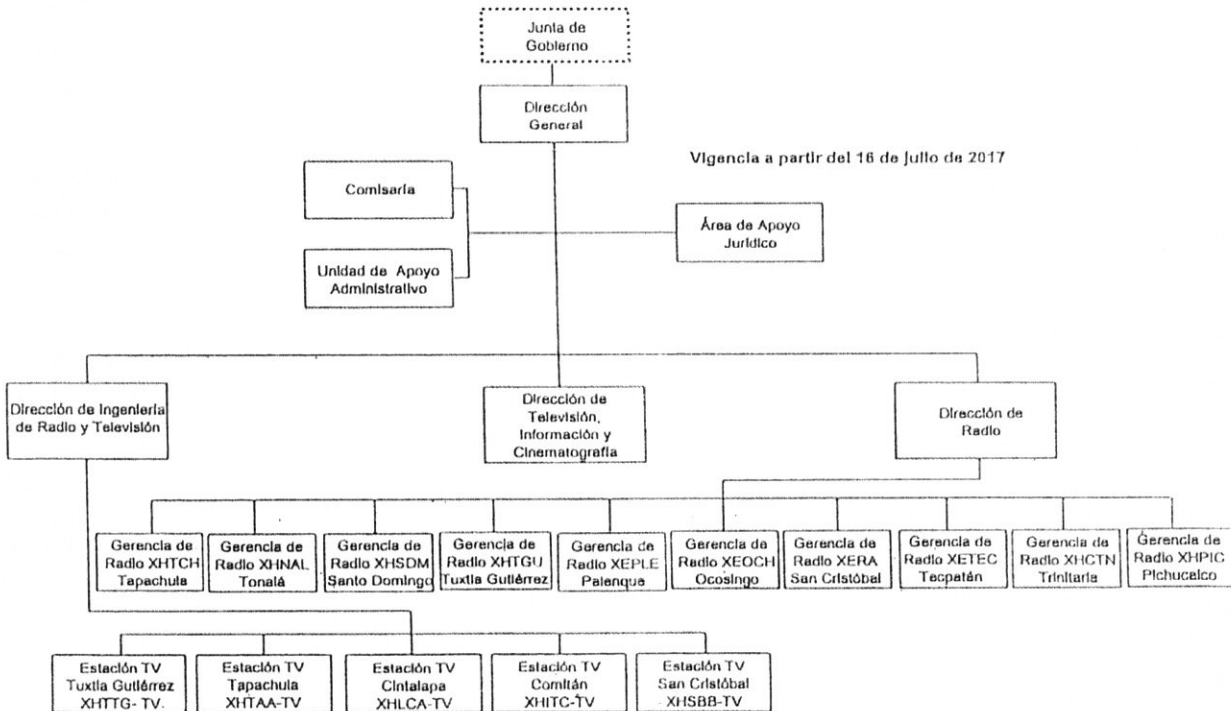 Junta de
Gobierno
Dirección
General
Vigencia a partir del 16 de julio de 2017
Comisaría
Área de Apoyo
Jurídico
Unidad de Apoyo
Administrativo
Dirección de Ingeniería
de Radio y Televisión
Dirección de
Televisión,
Información y
Cinematografía
Dirección de
Radio
Gerencia de
Radio XHTCH
Tapachula
Gerencia de
Radio XHNAL
Tonalá
Gerencia de
Radio XHSDM
Santo Domingo
Gerencia de
Radio XHTGU
Tuxtla Gutiérrez
Gerencia de
Radio XEPLE
Palenque
Gerencia de
Radio XEOCH
Ocosingo
Gerencia de
Radio XERA
San Cristóbal
Gerencia de
Radio XETEC
Tecpatán
Gerencia de
Radio XHCTN
Trinitaria
Gerencia de
Radio XHPIC
Pichucalco
Estación TV
Tuxtla Gutiérrez
XHTTG- TV.
Estación TV
Tapachula
XHTAA-TV
Estación TV
Cintalapa
XHLCA-TV
Estación TV
Comitán
XHITC-TV
Estación TV
San Cristóbal
XHSBB-TV